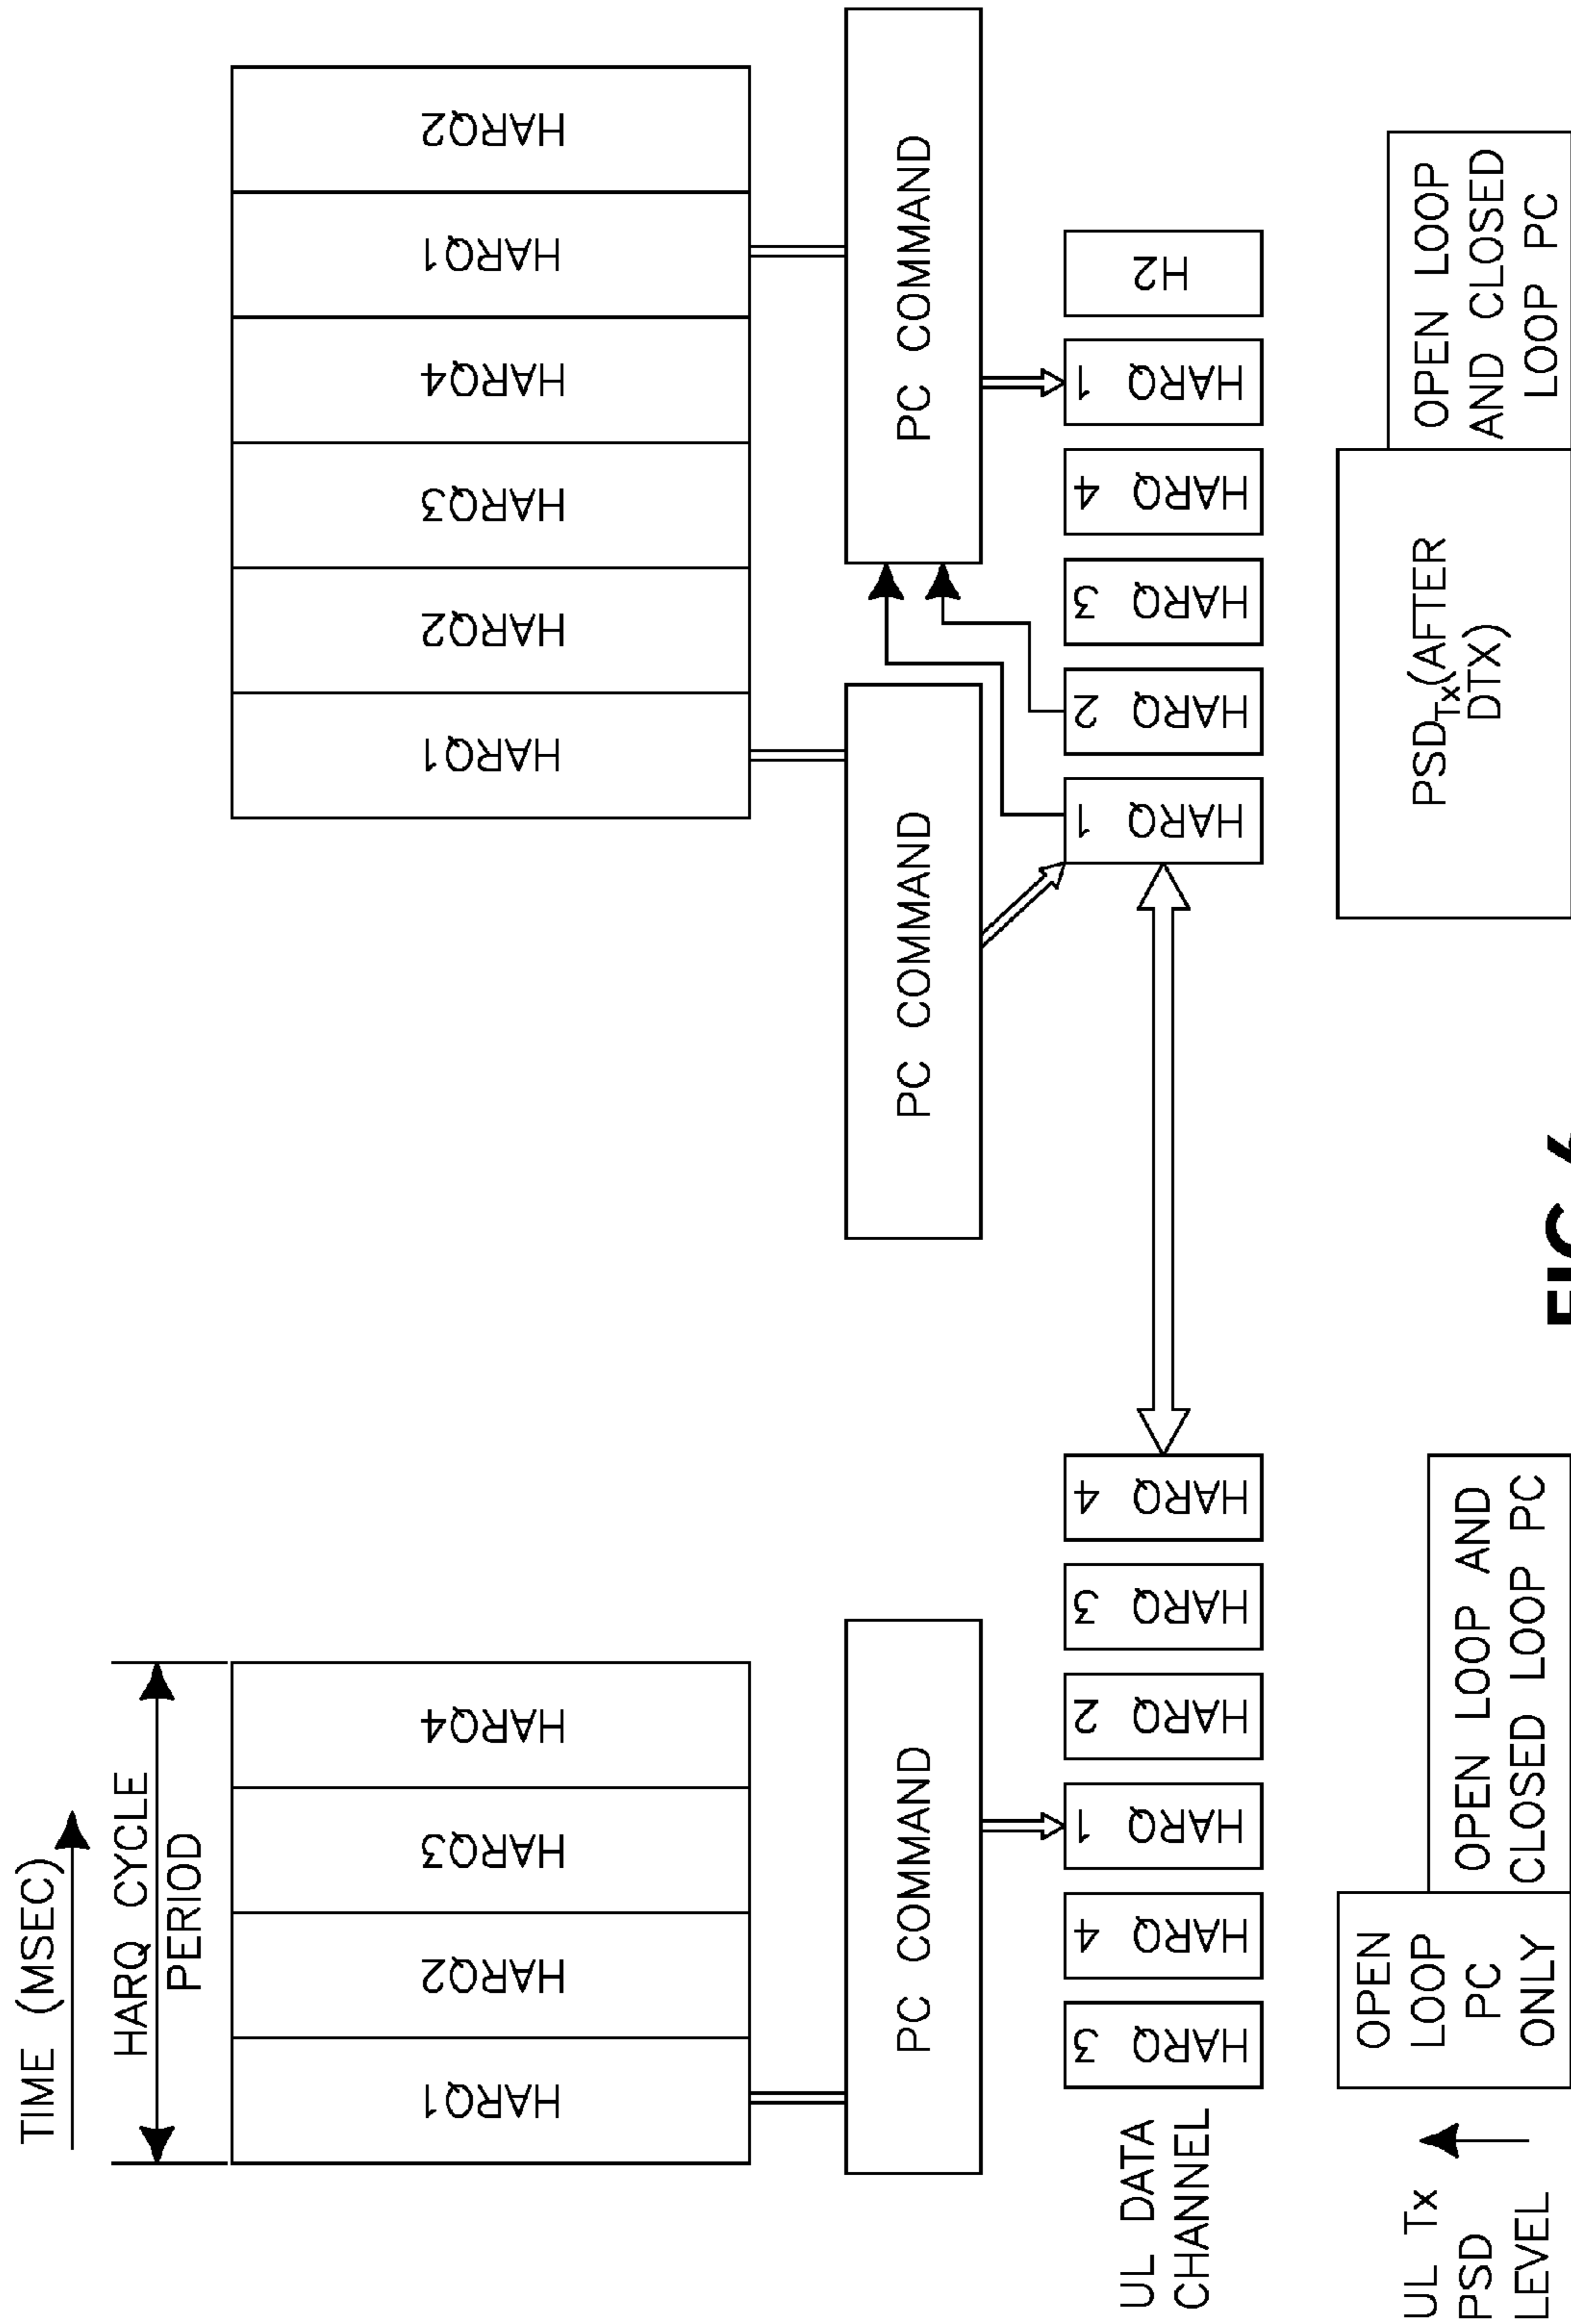 TIME (MSEC)
HARQ CYCLE
PERIOD
HARQ1
HARQ2
HARQ3
HARQ4
HARQ1
HARQ2
HARQ3
HARQ4
HARQ1
HARQ2
PC COMMAND
PC COMMAND
PC COMMAND
UL DATA
CHANNEL
HARQ 3
HARQ 4
HARQ 1
HARQ 2
HARQ 3
HARQ 4
HARQ 1
HARQ 2
HARQ 3
HARQ 4
HARQ 1
H2
UL Tx
PSD
LEVEL
OPEN
LOOP
PC
ONLY
OPEN LOOP AND
CLOSED LOOP PC
PSDTx(AFTER
DTX)
OPEN LOOP
AND CLOSED
LOOP PC